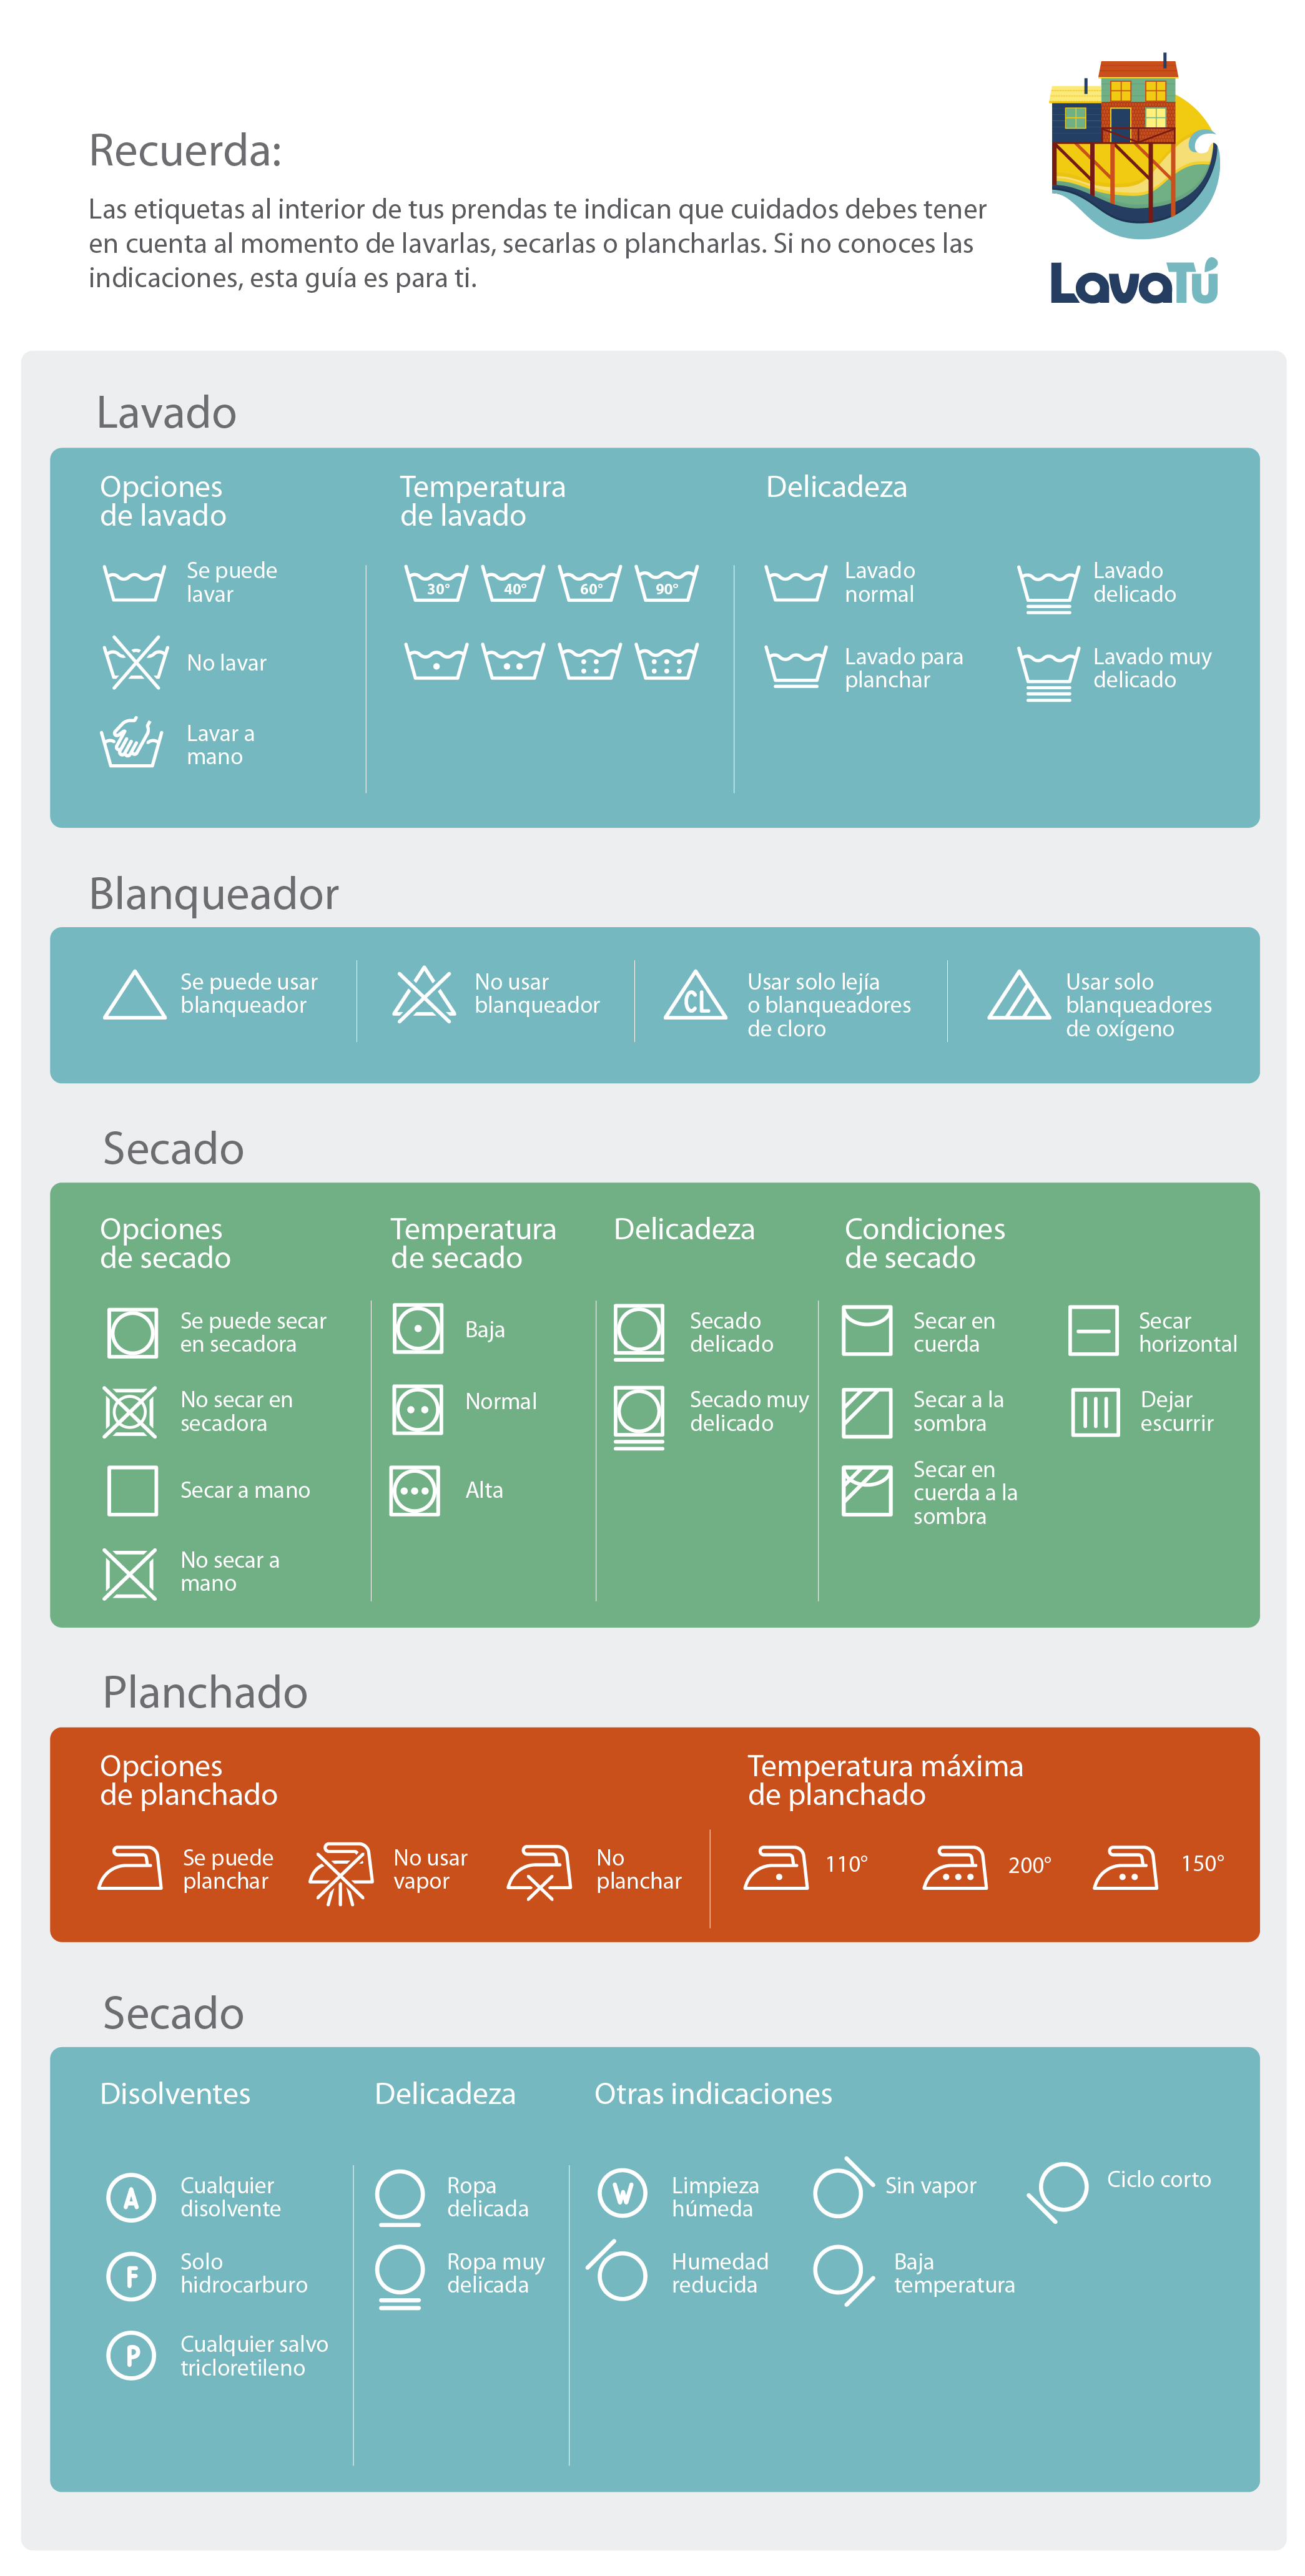 Recuerda:
Las etiquetas al interior de tus prendas te indican que cuidados debes tener
en cuenta al momento de lavarlas, secarlas o plancharlas. Si no conoces las
indicaciones, esta guía es para ti.
LavaTú
Lavado
Opciones
de lavado
Se puede
lavar
No lavar
Lavar a
mano
Temperatura
de lavado
30° 40° 60° 90°
Delicadeza
Lavado
normal
Lavado para
planchar
Lavado
delicado
Lavado muy
delicado
Blanqueador
Se puede usar
blanqueador
No usar
blanqueador
CL
Usar solo lejía
o blanqueadores
de cloro
Usar solo
blanqueadores
de oxígeno
Secado
Opciones
de secado
Se puede secar
en secadora
No secar en
secadora
Secar a mano
No secar a
mano
Temperatura
de secado
Baja
Normal
Alta
Delicadeza
Secado
delicado
Secado muy
delicado
Condiciones
de secado
Secar en
cuerda
Secar a la
sombra
Secar en
cuerda a la
sombra
Secar
horizontal
Dejar
escurrir
Planchado
Opciones
de planchado
Se puede
planchar
No usar
vapor
No
planchar
Temperatura máxima
de planchado
110°
200°
150°
Secado
Disolventes
A
Cualquier
disolvente
F
Solo
hidrocarburo
P
Cualquier salvo
tricloretileno
Delicadeza
Ropa
delicada
Ropa muy
delicada
Otras indicaciones
W
Limpieza
húmeda
Humedad
reducida
Sin vapor
Baja
temperatura
Ciclo corto